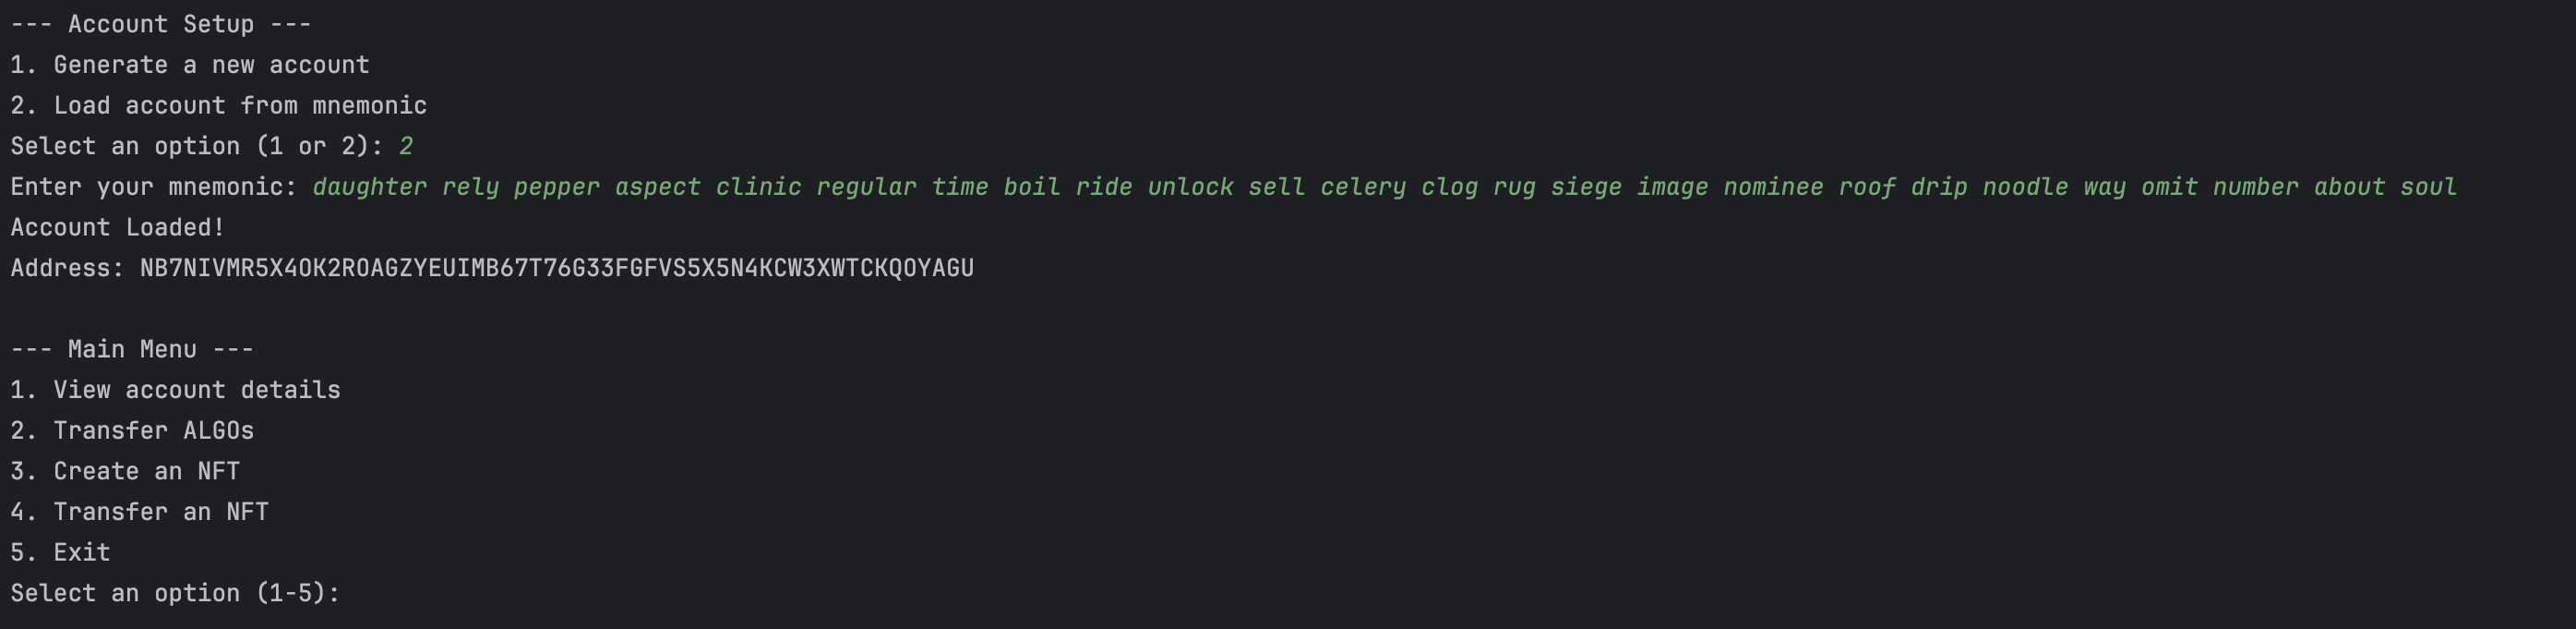 --- Account Setup ---
1. Generate a new account
2. Load account from mnemonic
Select an option (1 or 2): 2
Enter your mnemonic: daughter rely pepper aspect clinic regular time boil ride unlock sell celery clog rug siege image nominee roof drip noodle way omit number about soul
Account Loaded!
Address: NB7NIVMR5X4OK2ROAGZYEUIMB67T76G33FGFVS5X5N4KCW3XWTCKQOYAGU
--- Main Menu ---
1. View account details
2. Transfer ALGOs
3. Create an NFT
4. Transfer an NFT
5. Exit
Select an option (1-5):